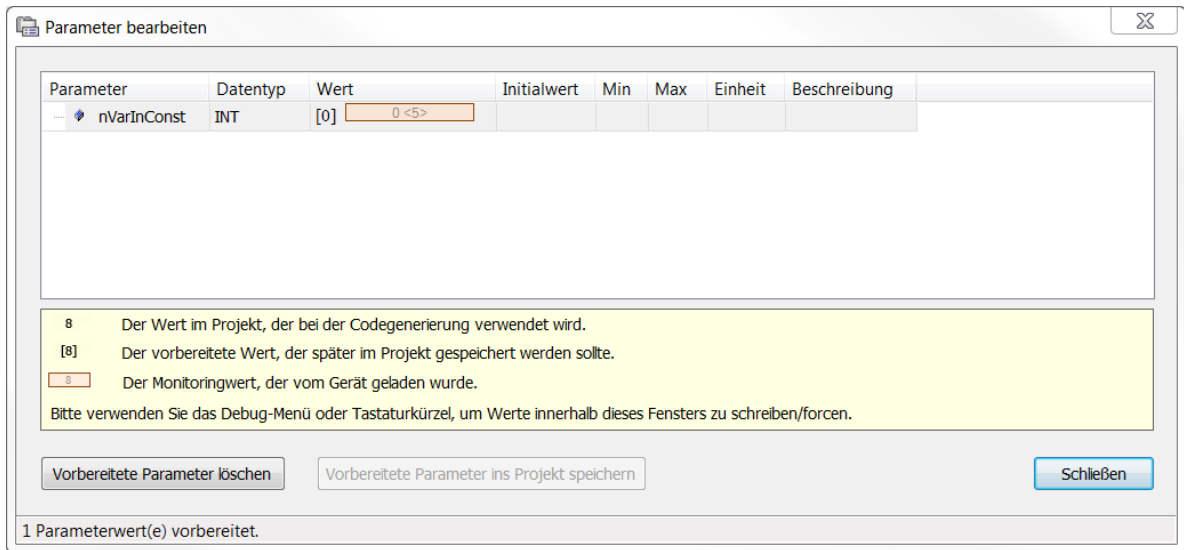 Parameter bearbeiten
Parameter Datentyp Wert Initialwert Min Max Einheit Beschreibung
nVarInConst INT [0] 0 <5>
8 Der Wert im Projekt, der bei der Codegenerierung verwendet wird.
[8] Der vorbereitete Wert, der später im Projekt gespeichert werden sollte.
8 Der Monitoringwert, der vom Gerät geladen wurde.
Bitte verwenden Sie das Debug-Menü oder Tastaturkürzel, um Werte innerhalb dieses Fensters zu schreiben/forcen.
Vorbereitete Parameter löschen Vorbereitete Parameter ins Projekt speichern Schließen
1 Parameterwert(e) vorbereitet.